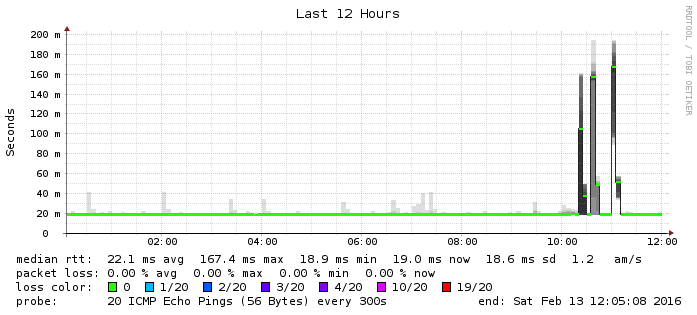 Last 12 Hours
RRDTOOL / TOBI OETIKER
Seconds
200 m
180 m
160 m
140 m
120 m
100 m
80 m
60 m
40 m
20 m
0
02:00 04:00 06:00 08:00 10:00 12:00
median rtt: 22.1 ms avg 167.4 ms max 18.9 ms min 19.0 ms now 18.6 ms sd 1.2 am/s
packet loss: 0.00 % avg 0.00 % max 0.00 % min 0.00 % now
loss color: 0 1/20 2/20 3/20 4/20 10/20 19/20
probe: 20 ICMP Echo Pings (56 Bytes) every 300s end: Sat Feb 13 12:05:08 2016